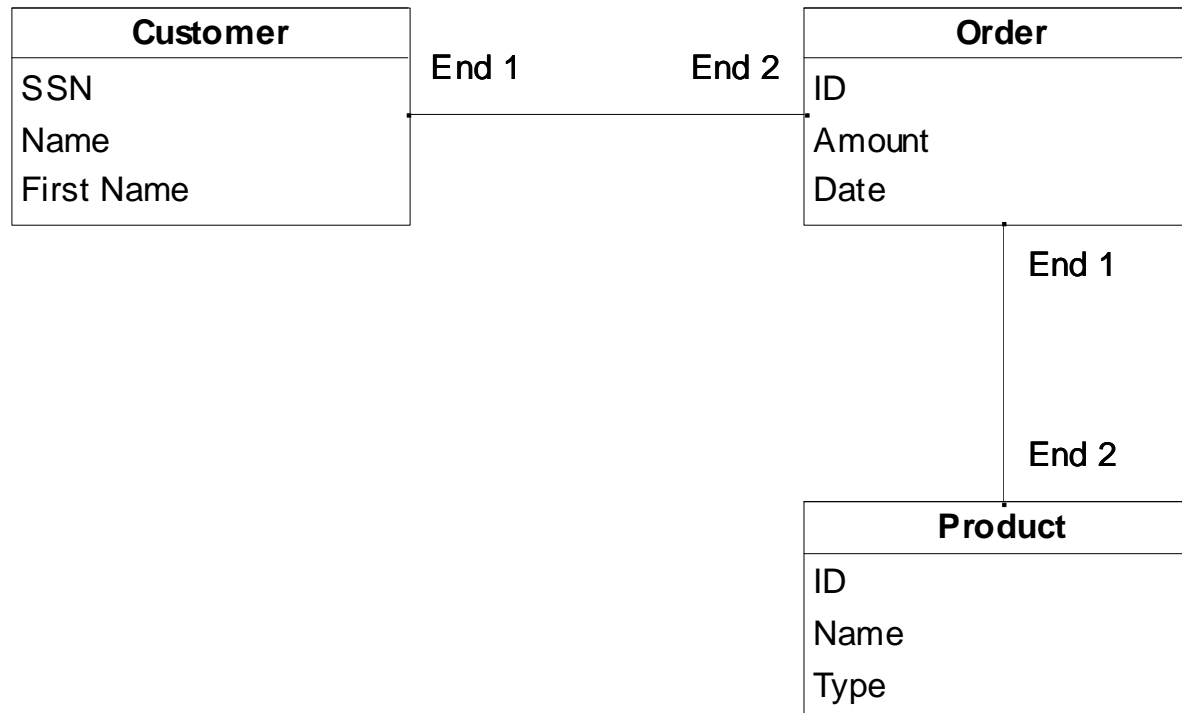 Customer
SSN
Name
First Name
End 1
End 2
Order
ID
Amount
Date
End 1
End 2
Product
ID
Name
Type